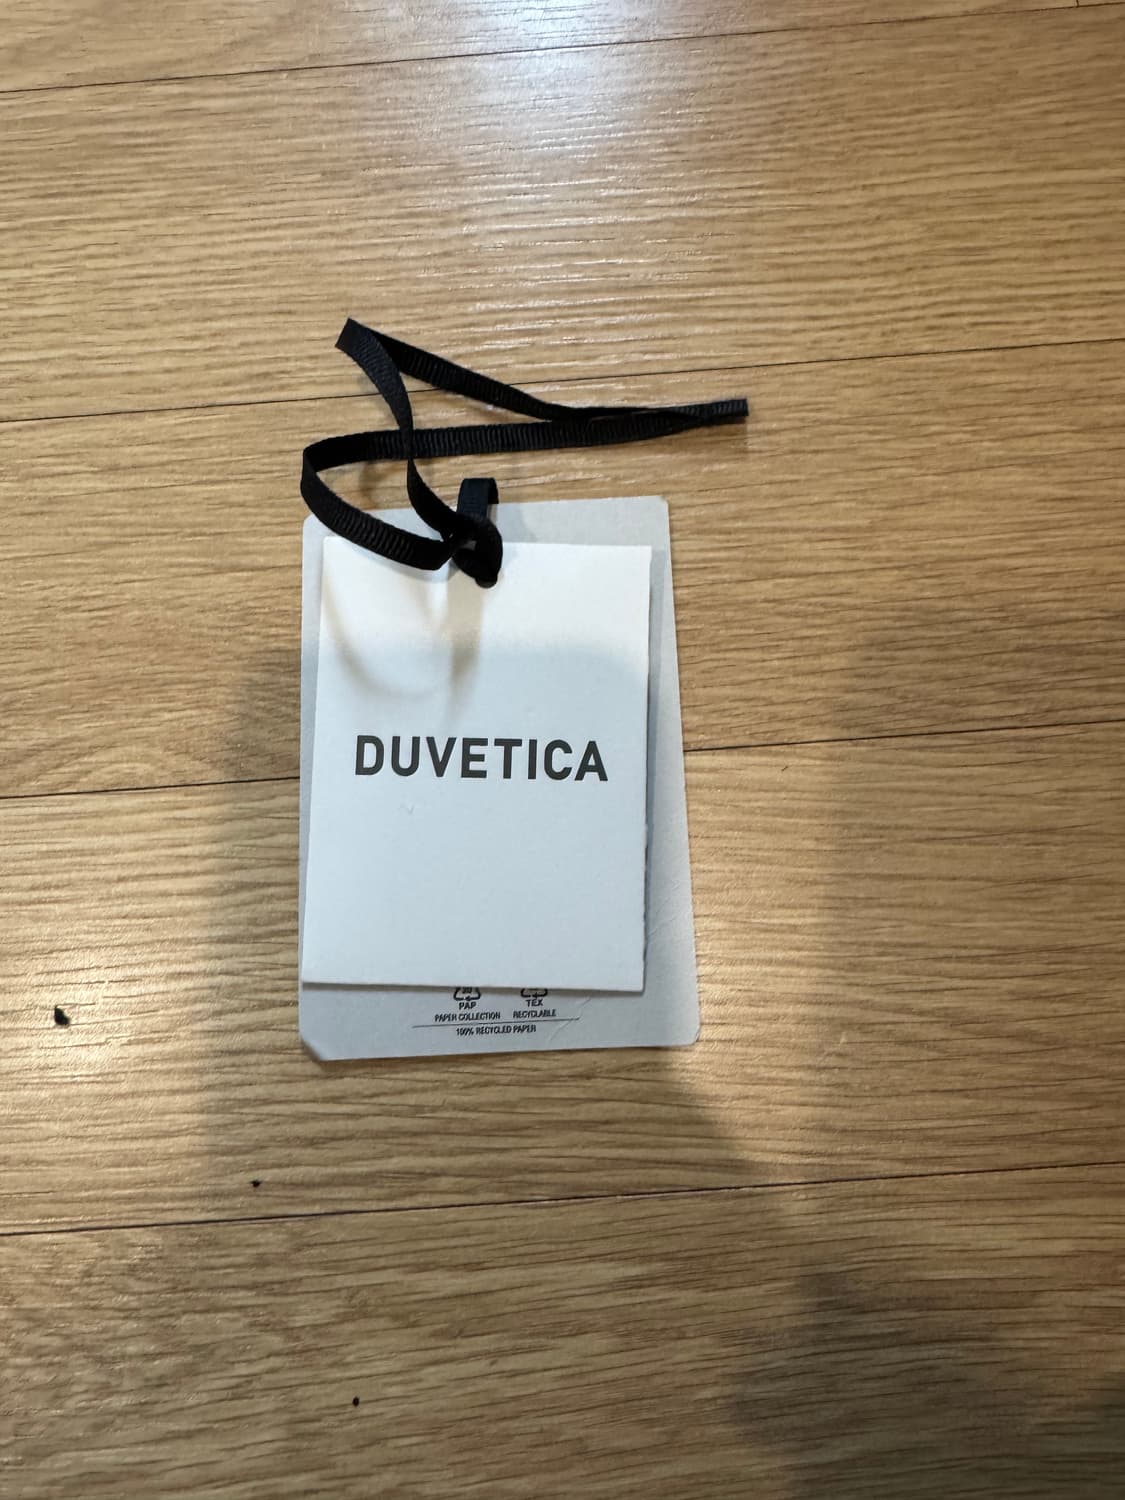 DUVETICA
PAP TEX
PAPER COLLECTION RECYCLABLE
100% RECYCLED PAPER